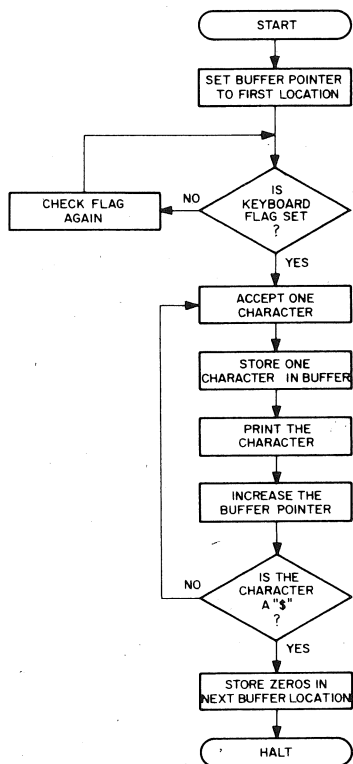 START
SET BUFFER POINTER
TO FIRST LOCATION
IS
KEYBOARD
FLAG SET
?
NO
CHECK FLAG
AGAIN
YES
ACCEPT ONE
CHARACTER
STORE ONE
CHARACTER IN BUFFER
PRINT THE
CHARACTER
INCREASE THE
BUFFER POINTER
IS THE
CHARACTER
A "$"
?
NO
YES
STORE ZEROS IN
NEXT BUFFER LOCATION
HALT